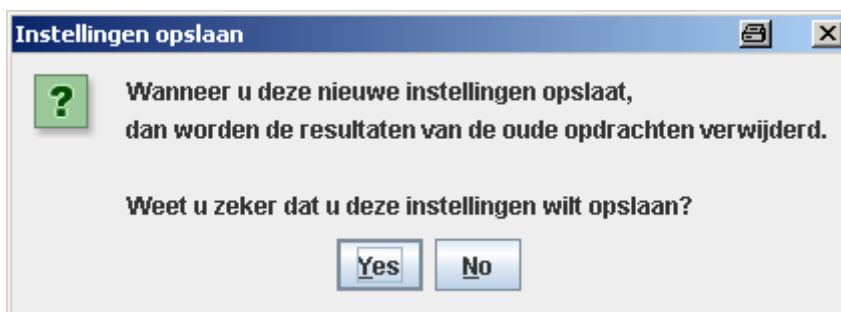 Instellingen opslaan
Wanneer u deze nieuwe instellingen opslaat,
dan worden de resultaten van de oude opdrachten verwijderd.
Weet u zeker dat u deze instellingen wilt opslaan?
Yes No